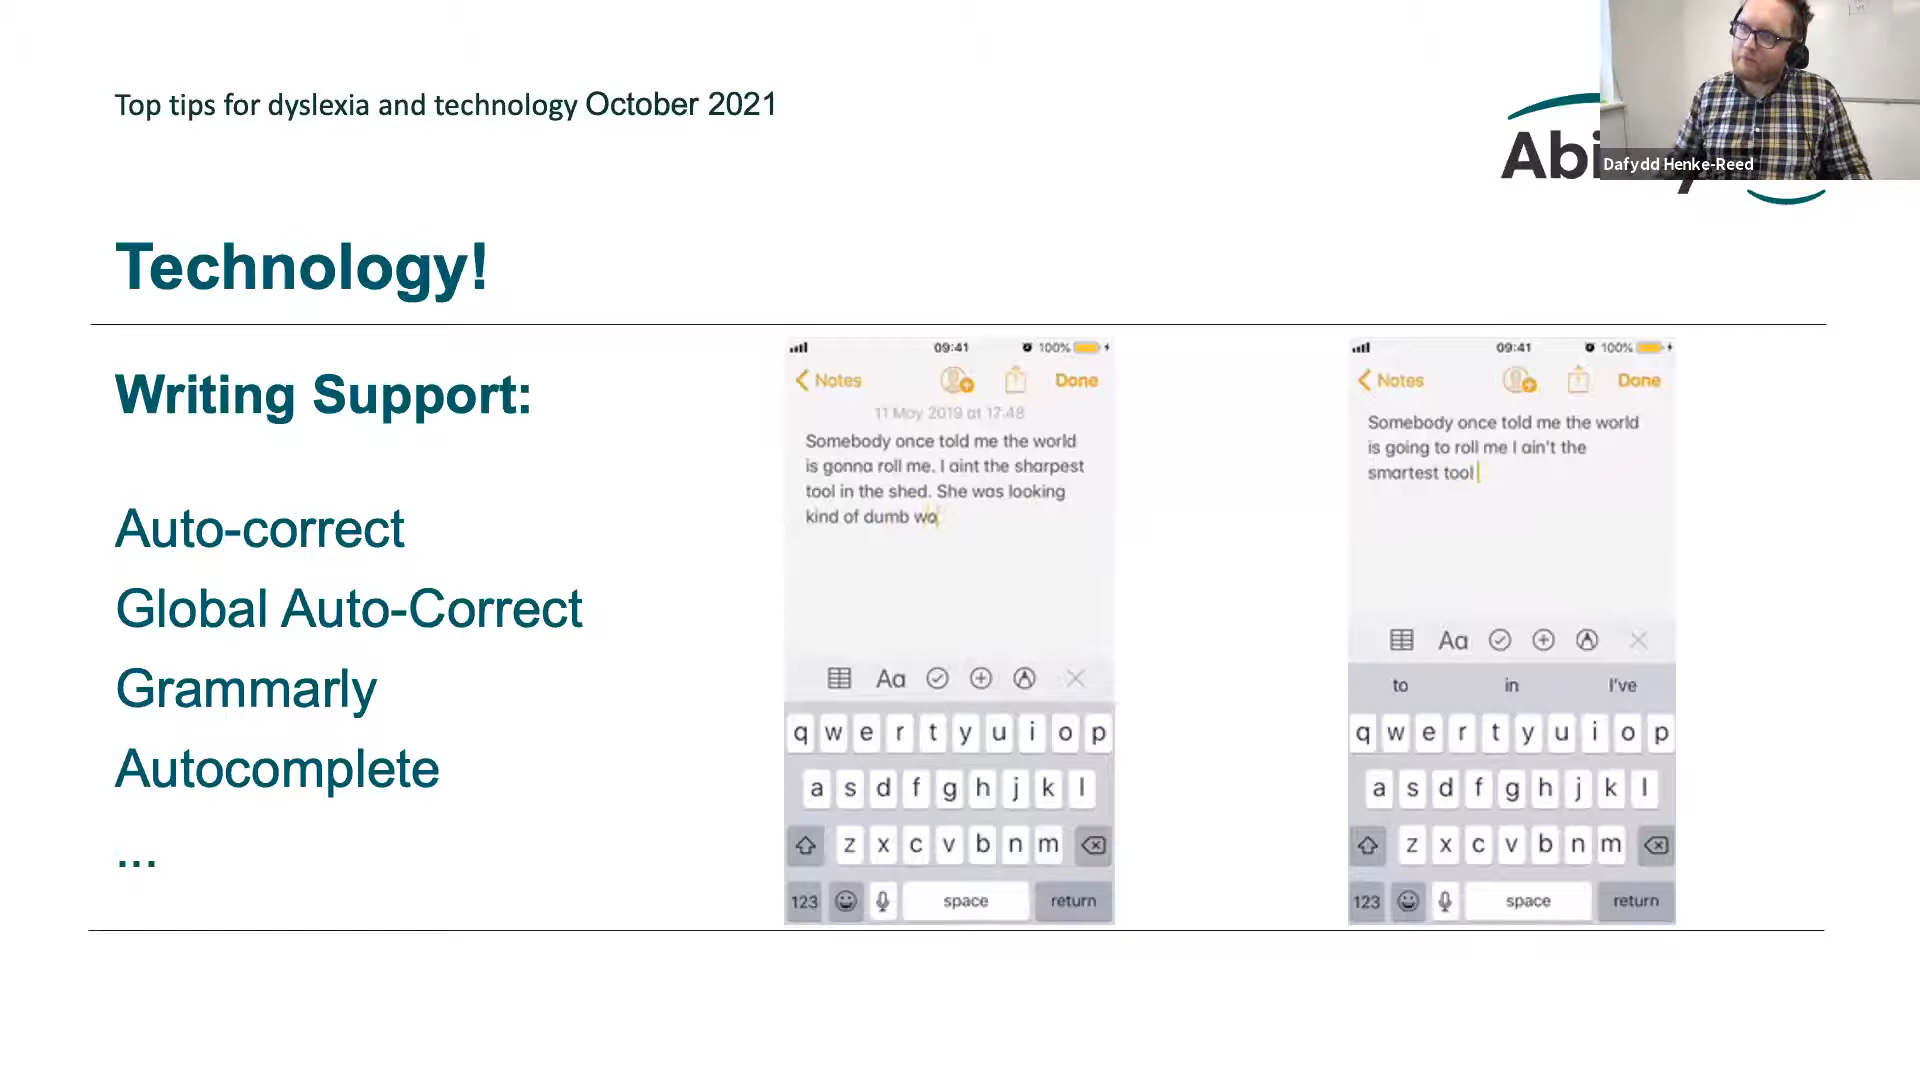 Top tips for dyslexia and technology October 2021
Dafydd Henke-Reed
Technology!
Writing Support:
Auto-correct
Global Auto-Correct
Grammarly
Autocomplete
...
09:41 100%
Notes Done
11 May 2019 at 17:48
Somebody once told me the world
is gonna roll me. I aint the sharpest
tool in the shed. She was looking
kind of dumb wo
Aa
q w e r t y u i o p
a s d f g h j k l
z x c v b n m
123 space return
09:41 100%
Notes Done
Somebody once told me the world
is going to roll me I ain't the
smartest tool
Aa
to in I've
q w e r t y u i o p
a s d f g h j k l
z x c v b n m
123 space return